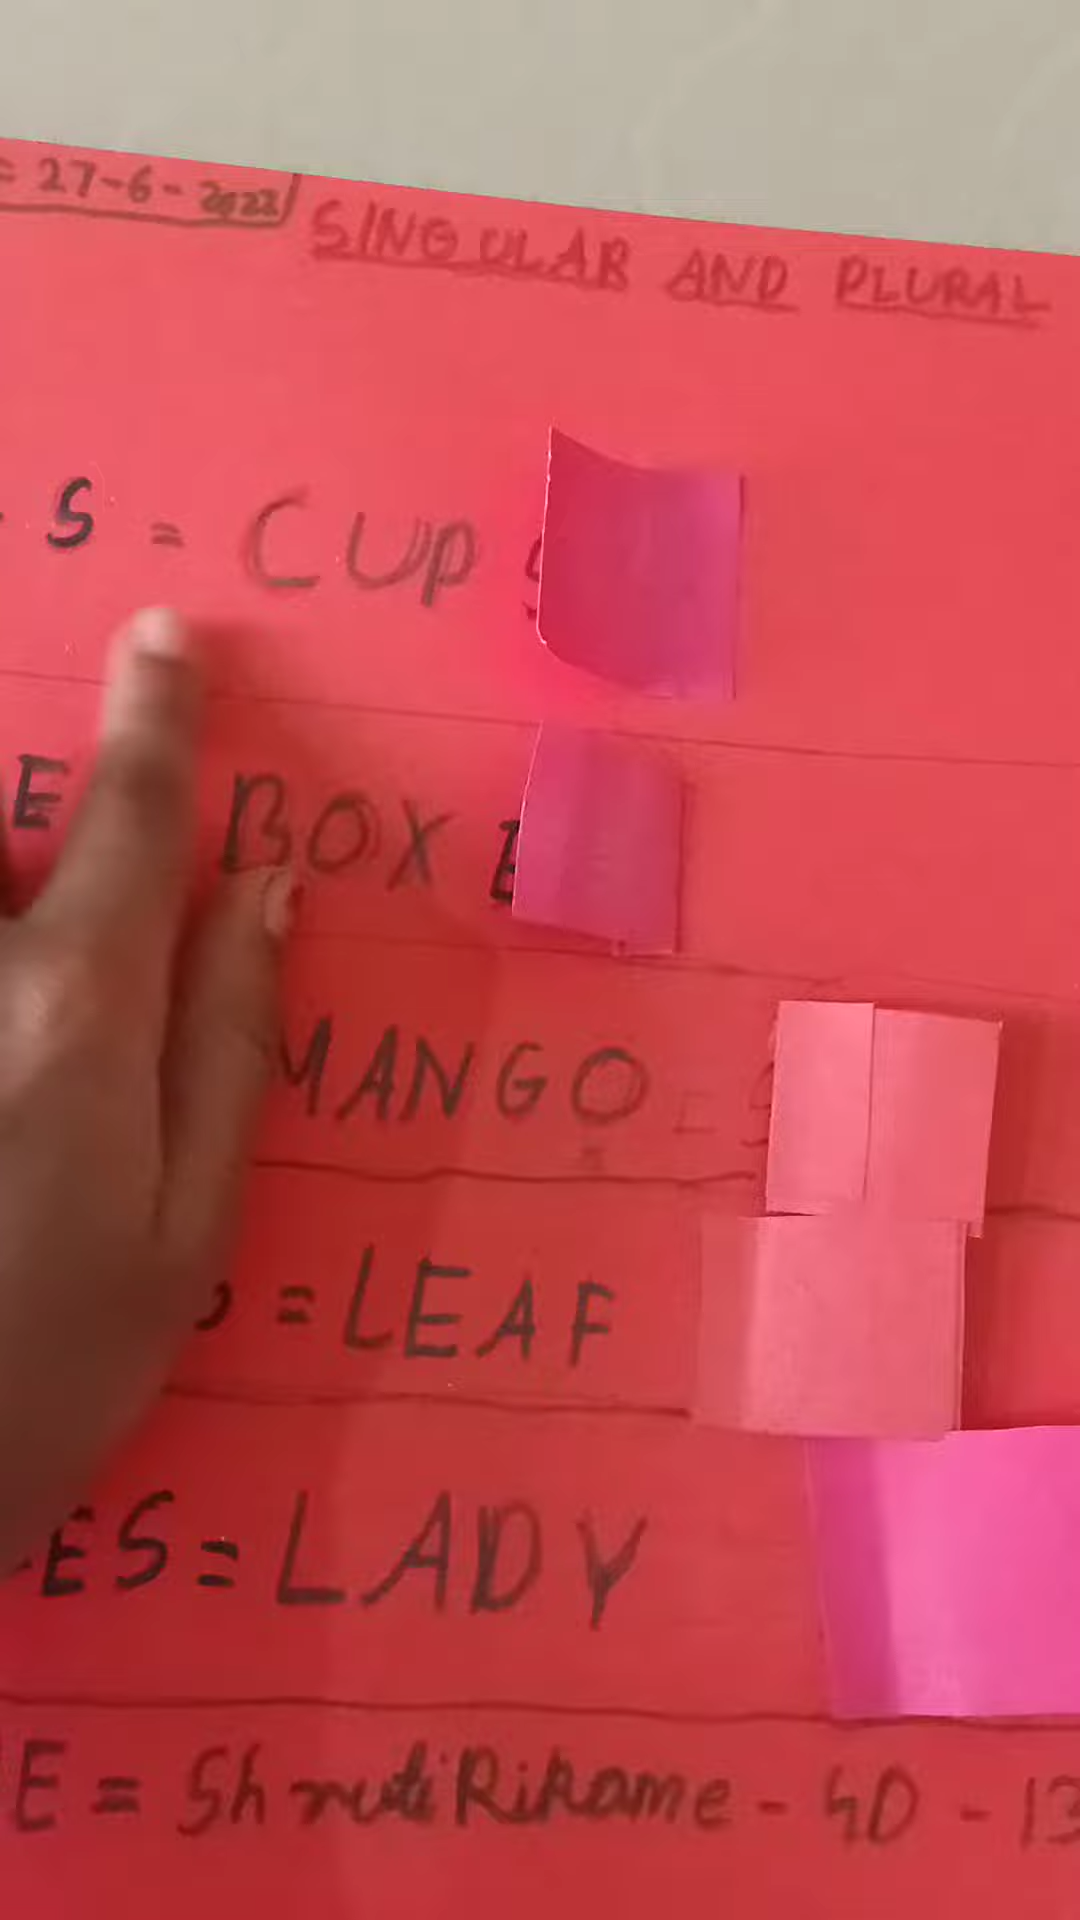 = 27-6-2022
SINGULAR AND PLURAL
S = CUP S
E BOX E
MANGO = S
= LEAF
ES = LADY
E = Shruti Rikame - 4D - 13